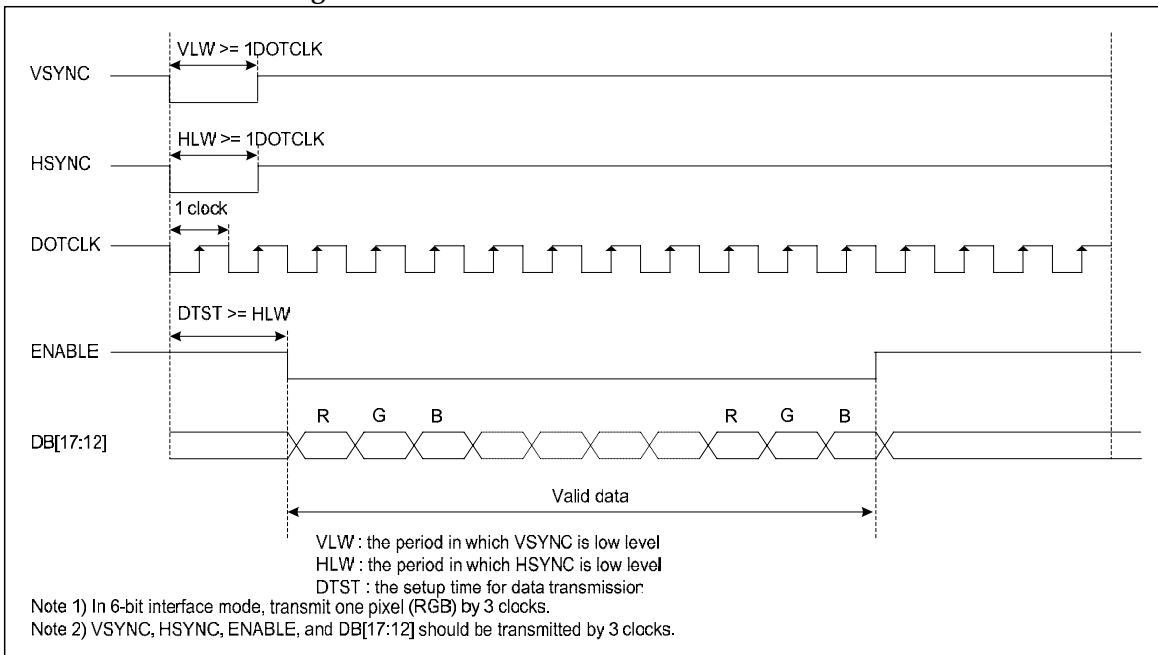 VLW >= 1DOTCLK
VSYNC
HLW >= 1DOTCLK
HSYNC
1 clock
DOTCLK
DTST >= HLW
ENABLE
R G B R G B
DB[17:12]
Valid data
VLW : the period in which VSYNC is low level
HLW : the period in which HSYNC is low level
DTST : the setup time for data transmission
Note 1) In 6-bit interface mode, transmit one pixel (RGB) by 3 clocks.
Note 2) VSYNC, HSYNC, ENABLE, and DB[17:12] should be transmitted by 3 clocks.